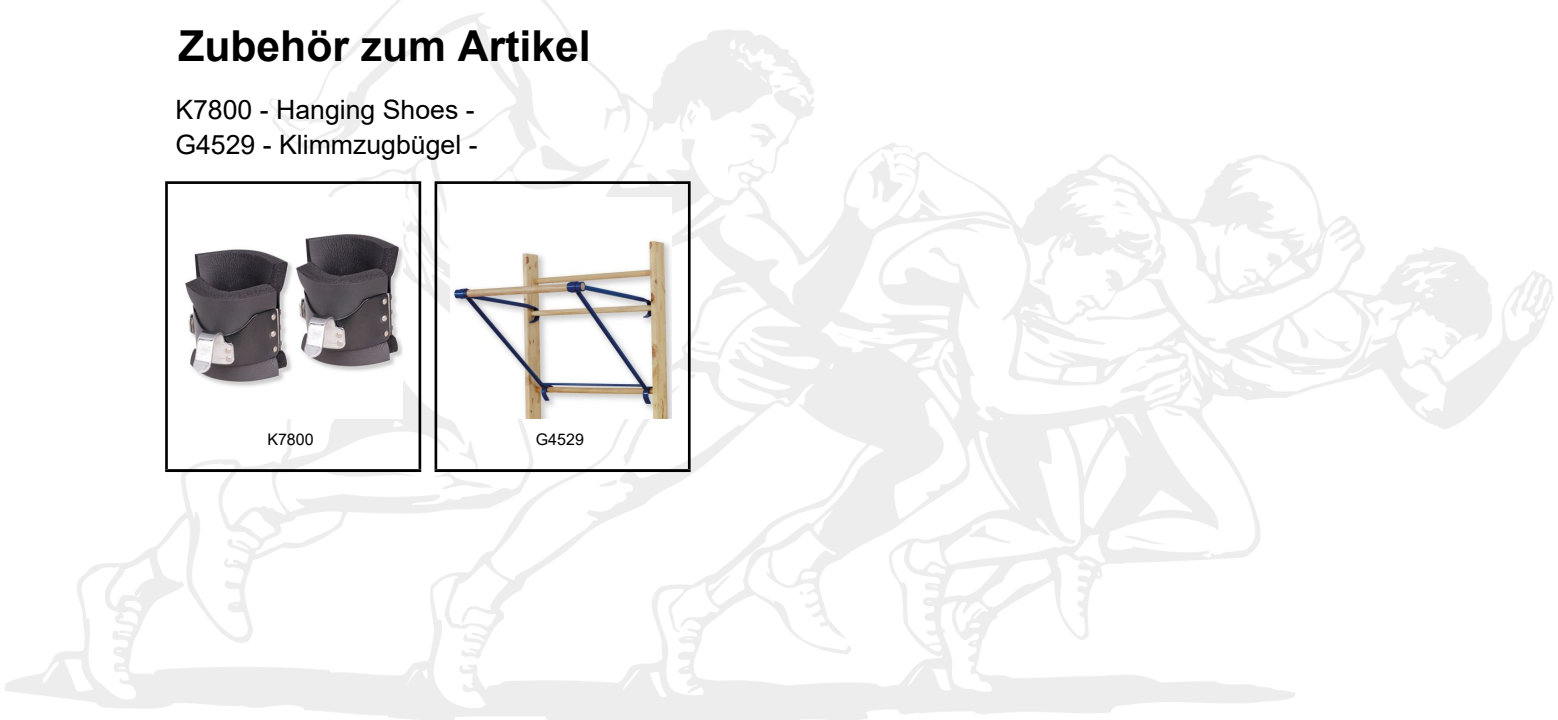 Zubehör zum Artikel
K7800 - Hanging Shoes -
G4529 - Klimmzugbügel -
K7800
G4529